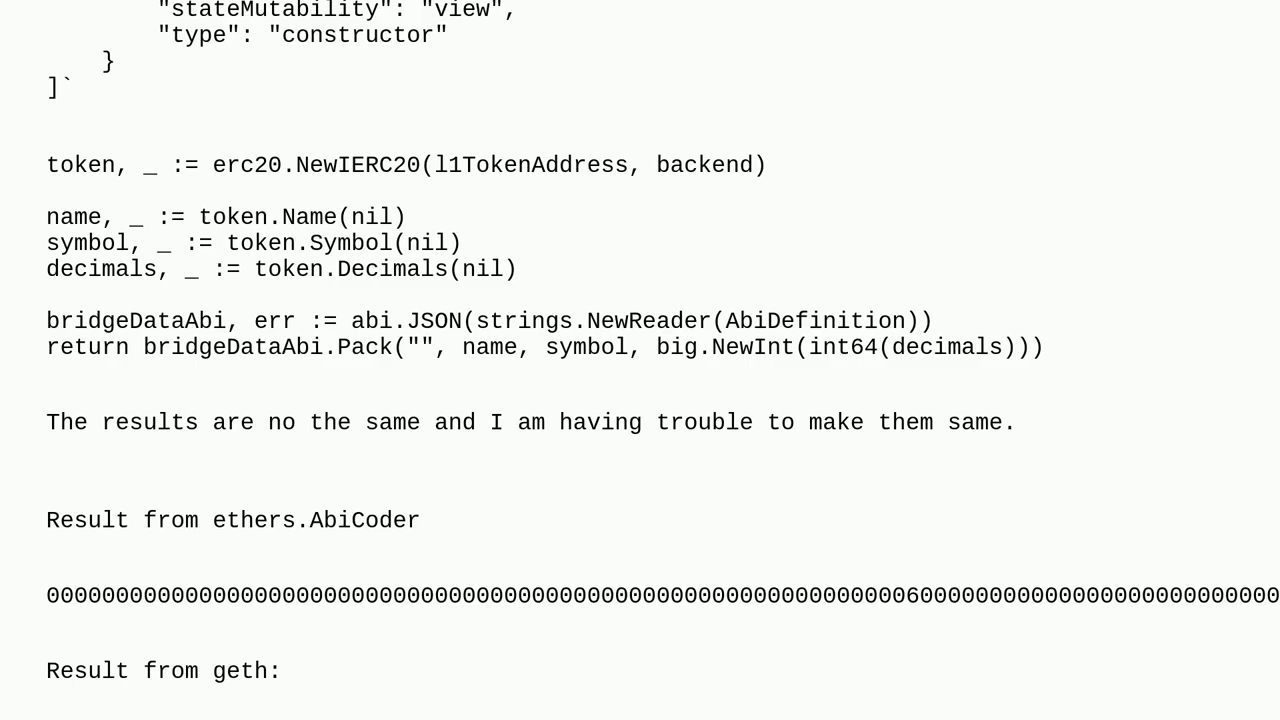 "stateMutability": "view",
"type": "constructor"
}
]`
token, _ := erc20.NewIERC20(l1TokenAddress, backend)
name, _ := token.Name(nil)
symbol, _ := token.Symbol(nil)
decimals, _ := token.Decimals(nil)
bridgeDataAbi, err := abi.JSON(strings.NewReader(AbiDefinition))
return bridgeDataAbi.Pack("", name, symbol, big.NewInt(int64(decimals)))
The results are no the same and I am having trouble to make them same.
Result from ethers.AbiCoder
00000000000000000000000000000000000000000000000000000000000000600000000000000000000000000
Result from geth: